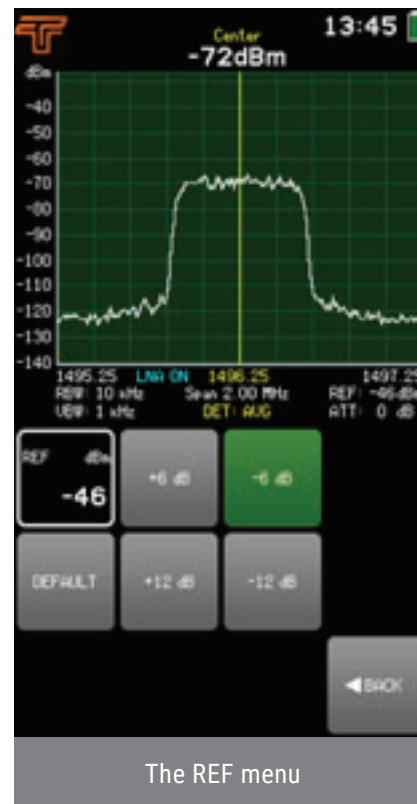 Center
13:45
-72dBm
dBm
-40
-50
-60
-70
-80
-90
-100
-110
-120
-130
-140
1495.25 LNA ON 1496.25 1497.25
RBW: 10 kHz Span 2.00 MHz REF: -46dBm
VBW: 1 kHz DET: AVG ATT: 0 dB
REF dBm
-46
+6 dB
-6 dB
DEFAULT
+12 dB
-12 dB
◀BACK
The REF menu